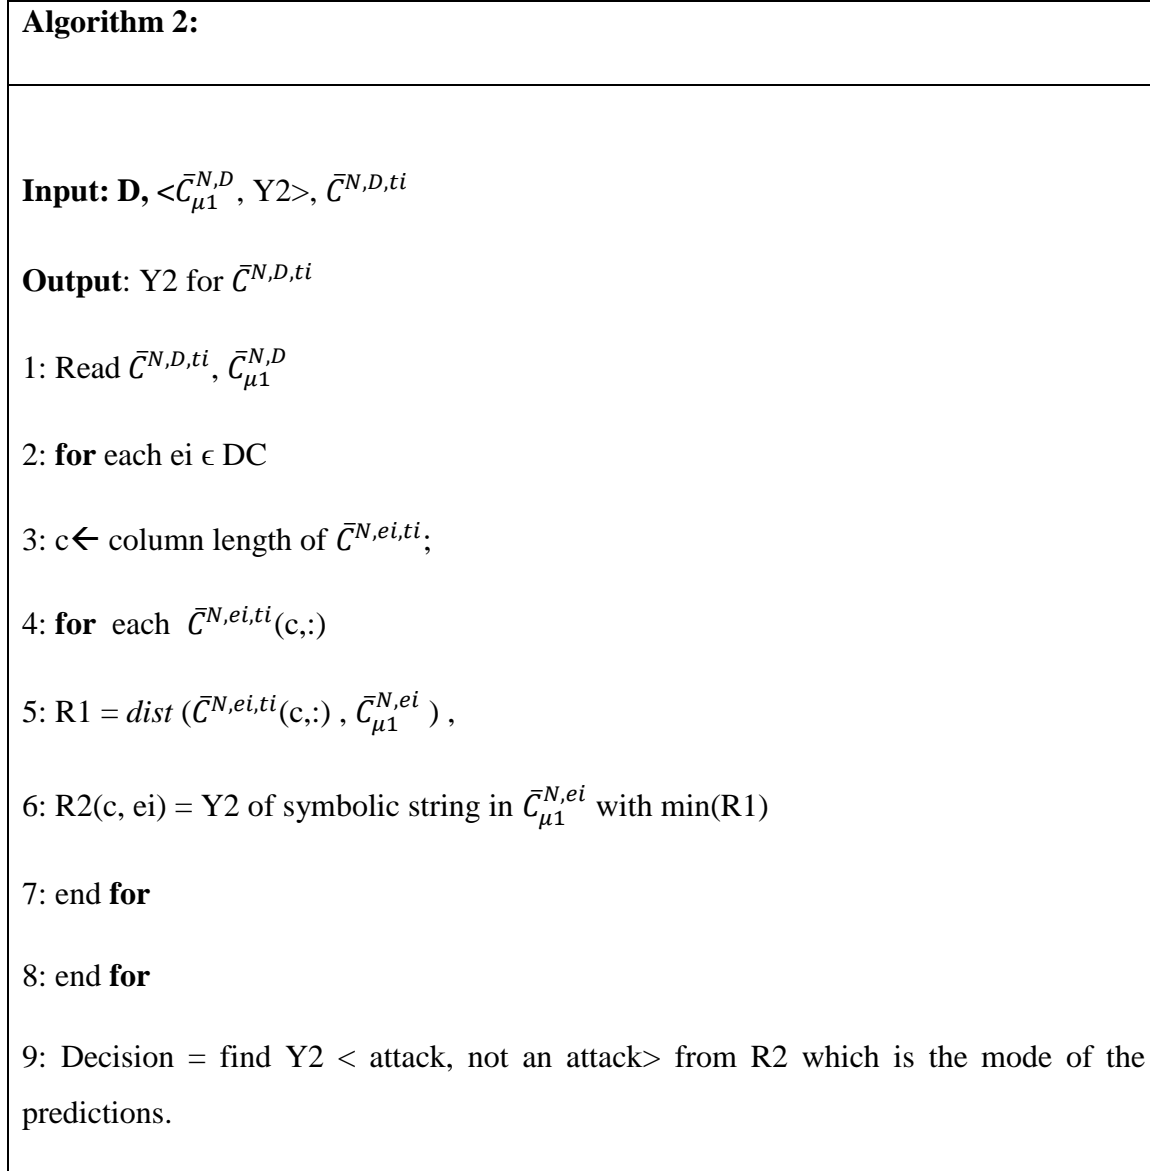 Algorithm 2:
Input: D, <C̄_{μ1}^{N,D}, Y2>, C̄^{N,D,ti}
Output: Y2 for C̄^{N,D,ti}
1: Read C̄^{N,D,ti}, C̄_{μ1}^{N,D}
2: for each ei ϵ DC
3: c← column length of C̄^{N,ei,ti};
4: for each C̄^{N,ei,ti}(c,:)
5: R1 = dist (C̄^{N,ei,ti}(c,:) , C̄_{μ1}^{N,ei} ) ,
6: R2(c, ei) = Y2 of symbolic string in C̄_{μ1}^{N,ei} with min(R1)
7: end for
8: end for
9: Decision = find Y2 < attack, not an attack> from R2 which is the mode of the
predictions.